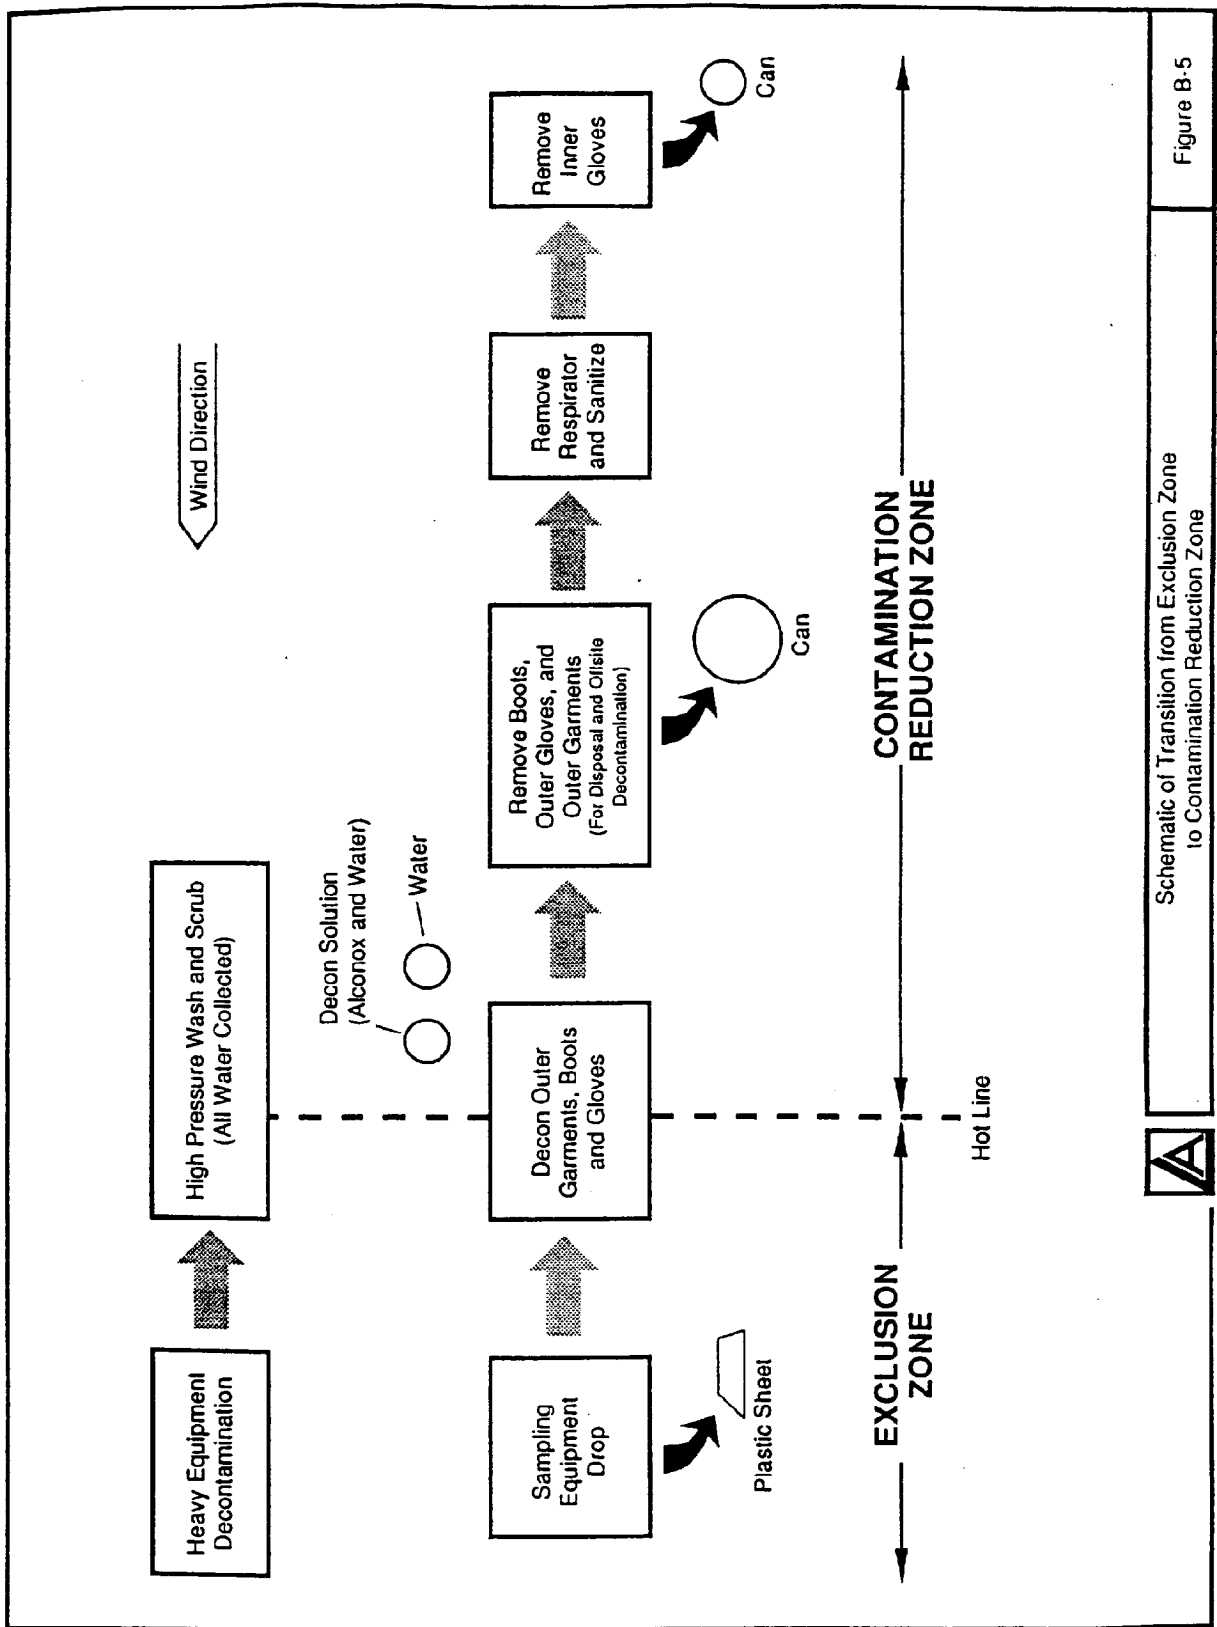 Heavy Equipment
Decontamination
High Pressure Wash and Scrub
(All Water Collected)
Wind Direction
Decon Solution
(Alconox and Water)
Water
Sampling
Equipment
Drop
Decon Outer
Garments, Boots
and Gloves
Remove Boots,
Outer Gloves, and
Outer Garments
(For Disposal and Offsite
Decontamination)
Remove
Respirator
and Sanitize
Remove
Inner
Gloves
Plastic Sheet
Can
Can
EXCLUSION
ZONE
CONTAMINATION
REDUCTION ZONE
Hot Line
Schematic of Transition from Exclusion Zone
to Contamination Reduction Zone
Figure B-5